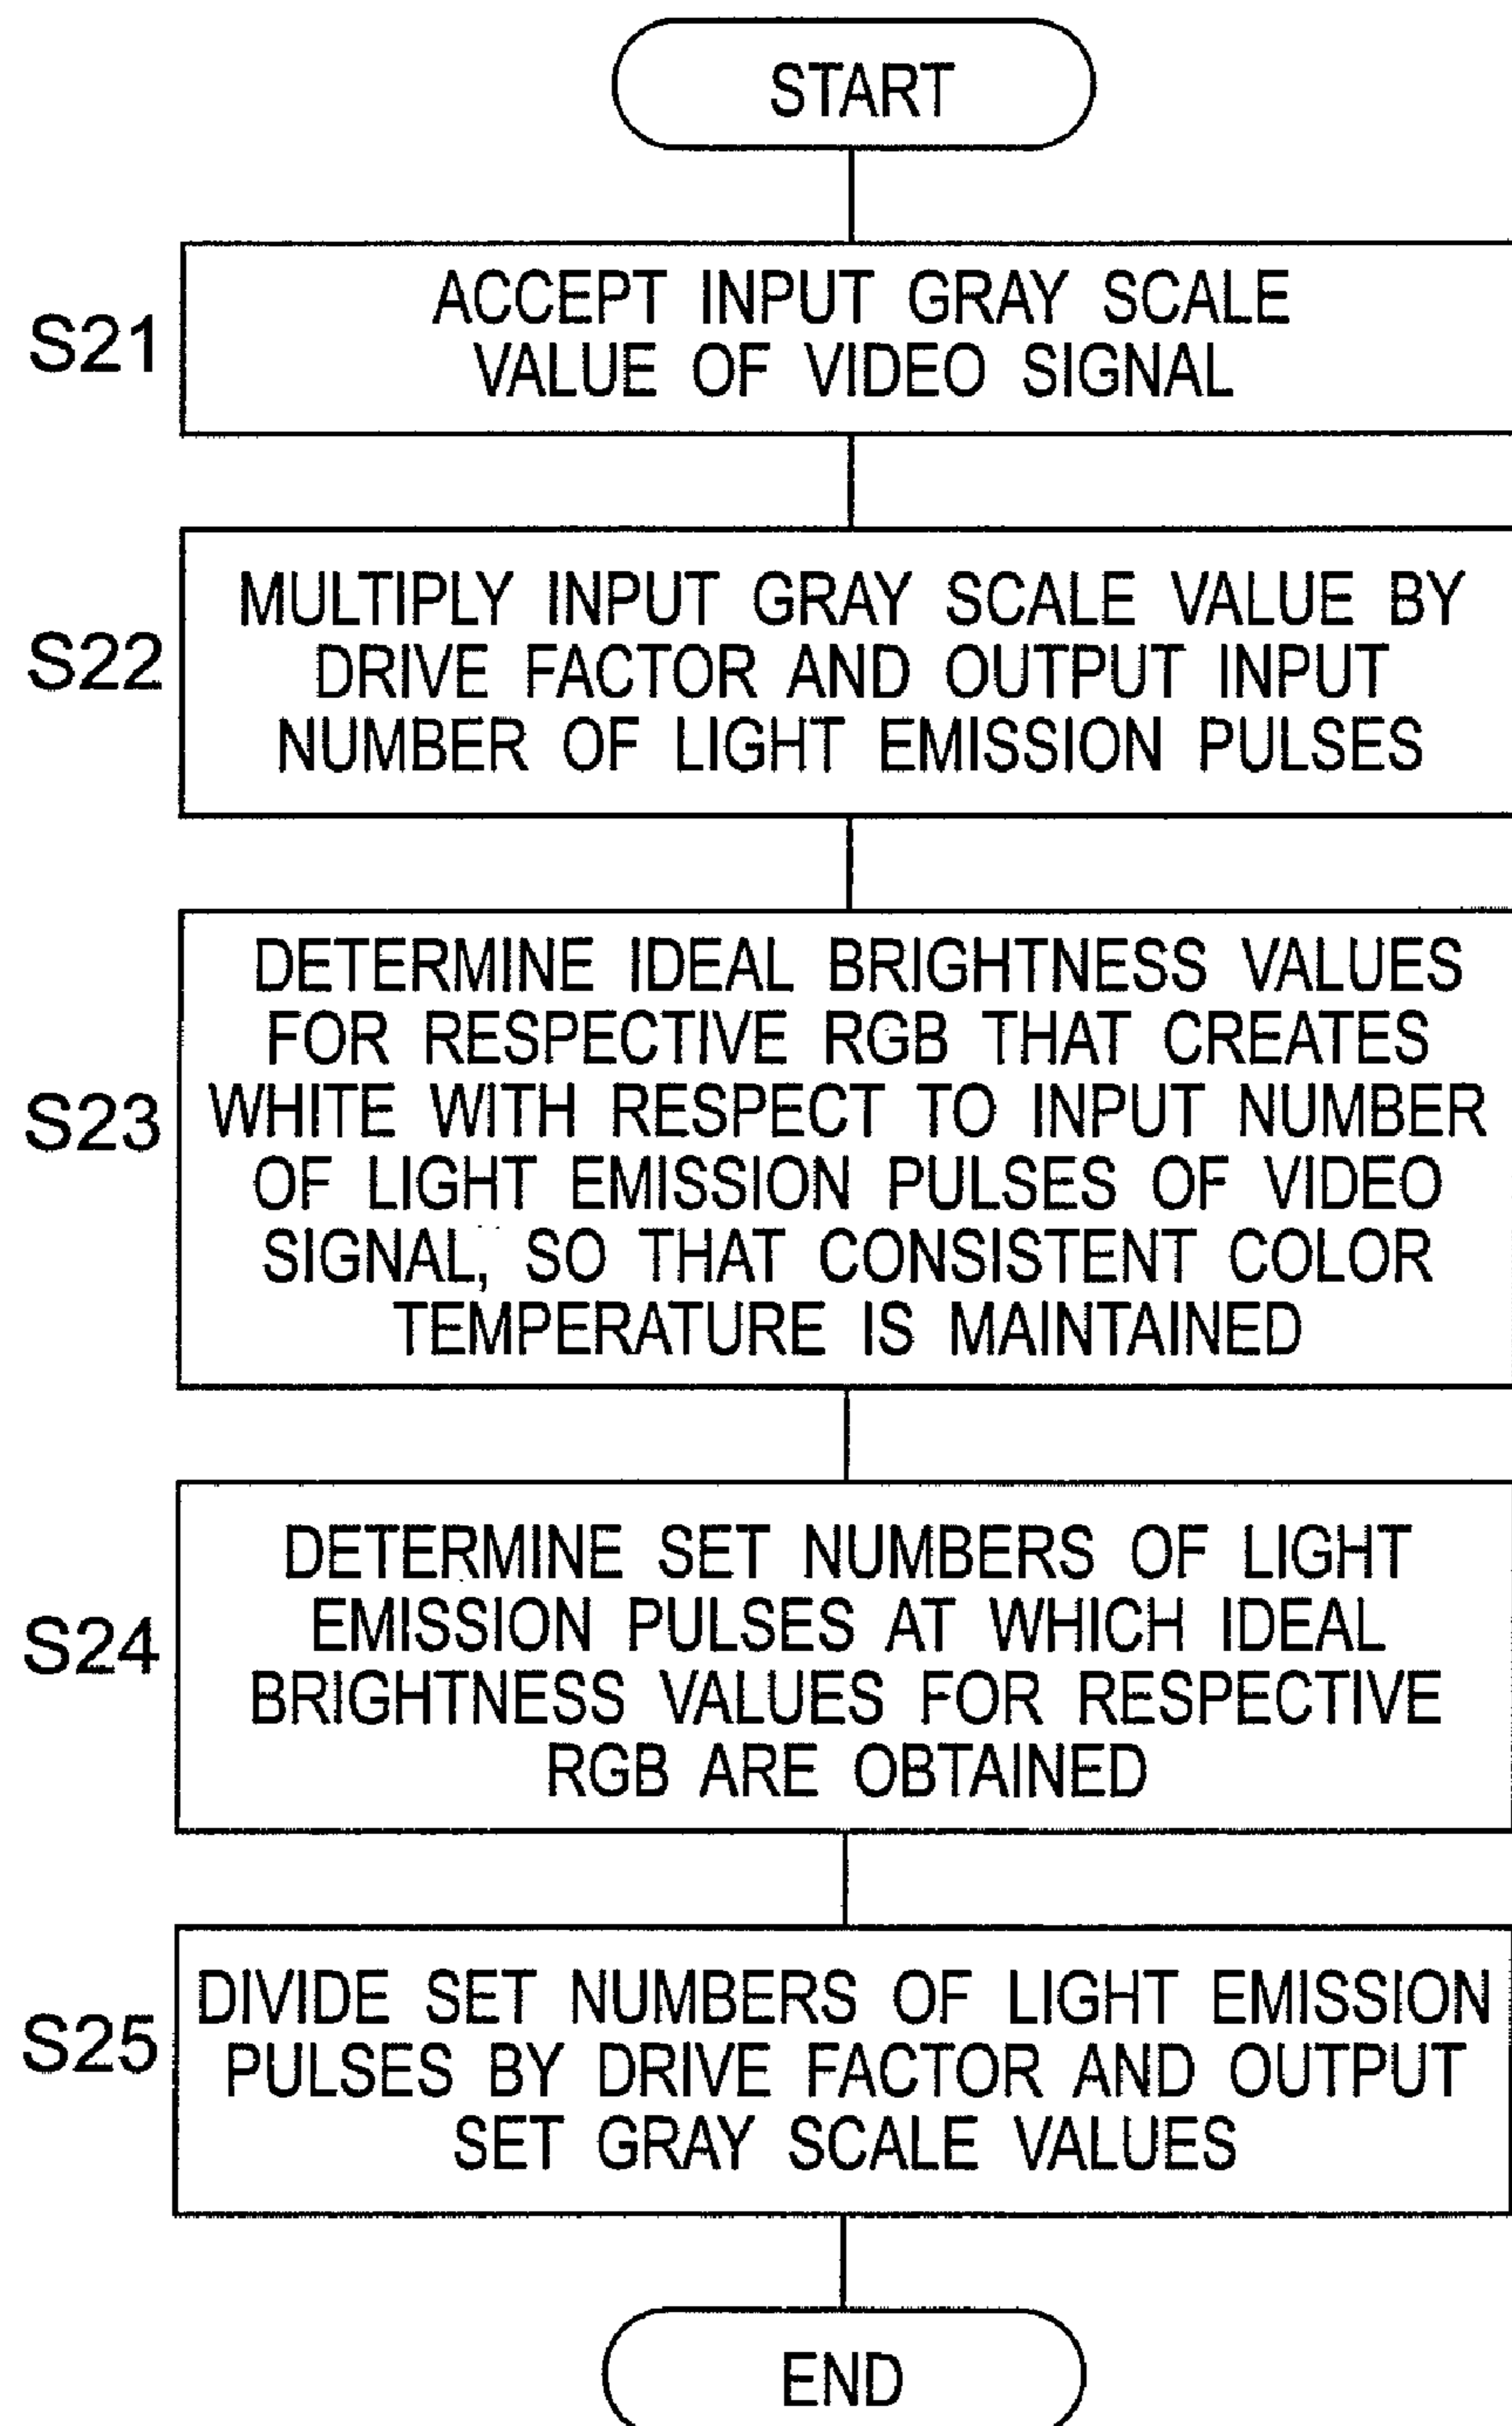 START
S21
ACCEPT INPUT GRAY SCALE
VALUE OF VIDEO SIGNAL
S22
MULTIPLY INPUT GRAY SCALE VALUE BY
DRIVE FACTOR AND OUTPUT INPUT
NUMBER OF LIGHT EMISSION PULSES
S23
DETERMINE IDEAL BRIGHTNESS VALUES
FOR RESPECTIVE RGB THAT CREATES
WHITE WITH RESPECT TO INPUT NUMBER
OF LIGHT EMISSION PULSES OF VIDEO
SIGNAL, SO THAT CONSISTENT COLOR
TEMPERATURE IS MAINTAINED
S24
DETERMINE SET NUMBERS OF LIGHT
EMISSION PULSES AT WHICH IDEAL
BRIGHTNESS VALUES FOR RESPECTIVE
RGB ARE OBTAINED
S25
DIVIDE SET NUMBERS OF LIGHT EMISSION
PULSES BY DRIVE FACTOR AND OUTPUT
SET GRAY SCALE VALUES
END